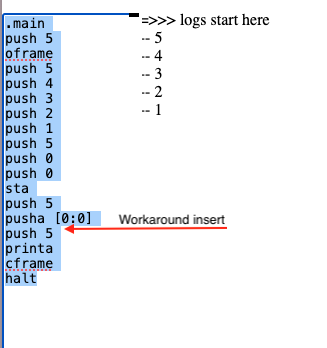 .main
push 5
oframe
push 5
push 4
push 3
push 2
push 1
push 5
push 0
push 0
sta
push 5
pusha [0:0]
push 5
printa
cframe
halt
=>>> logs start here
-- 5
-- 4
-- 3
-- 2
-- 1
Workaround insert